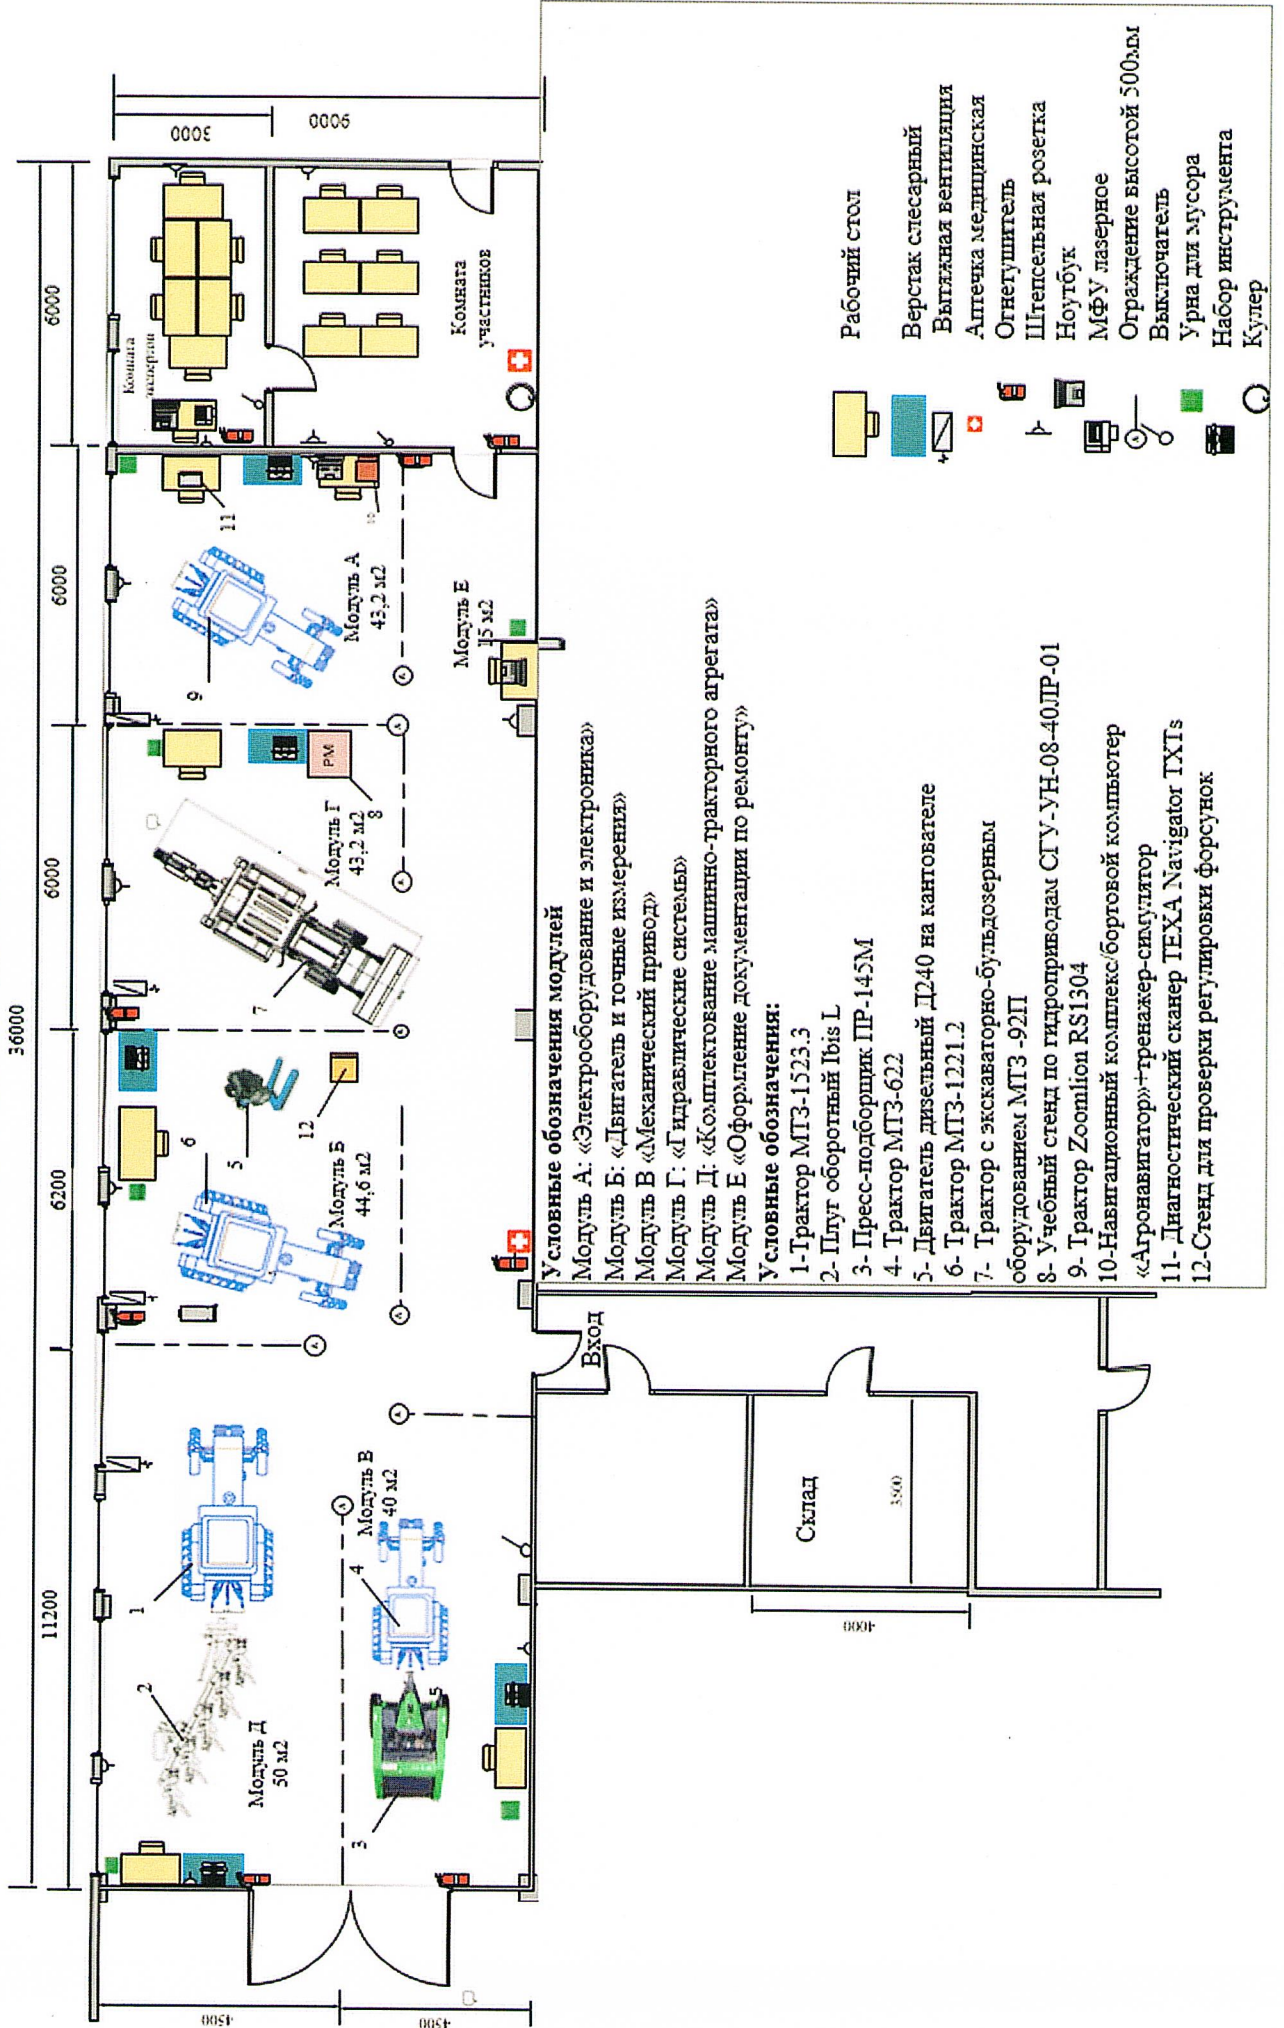 36000
11200
6200
6000
6000
6000
3000
9000
4500
4500
Модуль Д
50 м2
1
2
Модуль В
40 м2
3
4
5
Модуль Б
44,6 м2
5
6
12
Модуль Г
43,2 м2
7
8
РМ
Модуль А
43,2 м2
9
10
11
Модуль Е
15 м2
Комната
экспертов
Комната
участников
А
А
А
А
А
А
А
А
Вход
Склад
3500
4000
Условные обозначения модулей
Модуль А: «Электрооборудование и электроника»
Модуль Б: «Двигатель и точные измерения»
Модуль В «Механический привод»
Модуль Г: «Гидравлические системы»
Модуль Д: «Комплектование машинно-тракторного агрегата»
Модуль Е «Оформление документации по ремонту»
Условные обозначения:
1-Трактор МТЗ-1523.3
2- Плуг оборотный Ibis L
3- Пресс-подборщик ПР-145М
4- Трактор МТЗ-622
5- Двигатель дизельный Д240 на кантователе
6- Трактор МТЗ-1221.2
7- Трактор с экскаваторно-бульдозерным
оборудованием МТЗ -92П
8- Учебный стенд по гидроприводам СГУ-УН-08-40ЛР-01
9- Трактор Zoomlion RS1304
10-Навигационный комплекс/бортовой компьютер
«Агронавигатор»+тренажер-симулятор
11- Диагностический сканер TEXA Navigator TXTs
12-Стенд для проверки регулировки форсунок
Рабочий стол
Верстак слесарный
Вытяжная вентиляция
Аптечка медицинская
Огнетушитель
Штепсельная розетка
Ноутбук
МФУ лазерное
А
Ограждение высотой 500мм
Выключатель
Урна для мусора
Набор инструмента
Кулер